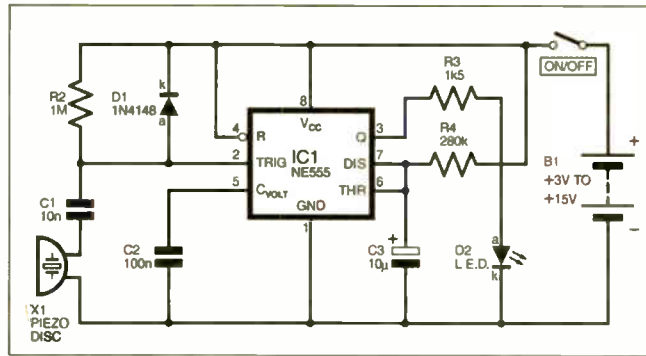 R2
1M
D1
1N4148
k
a
C1
10n
X1
PIEZO
DISC
C2
100n
4
2
5
8
1
3
7
6
VCC
R
TRIG
CVOLT
GND
IC1
NE555
Q
DIS
THR
R3
1k5
R4
280k
+
C3
10µ
a
D2
L.E.D.
k
ON/OFF
B1
+3V TO
+15V
+
−